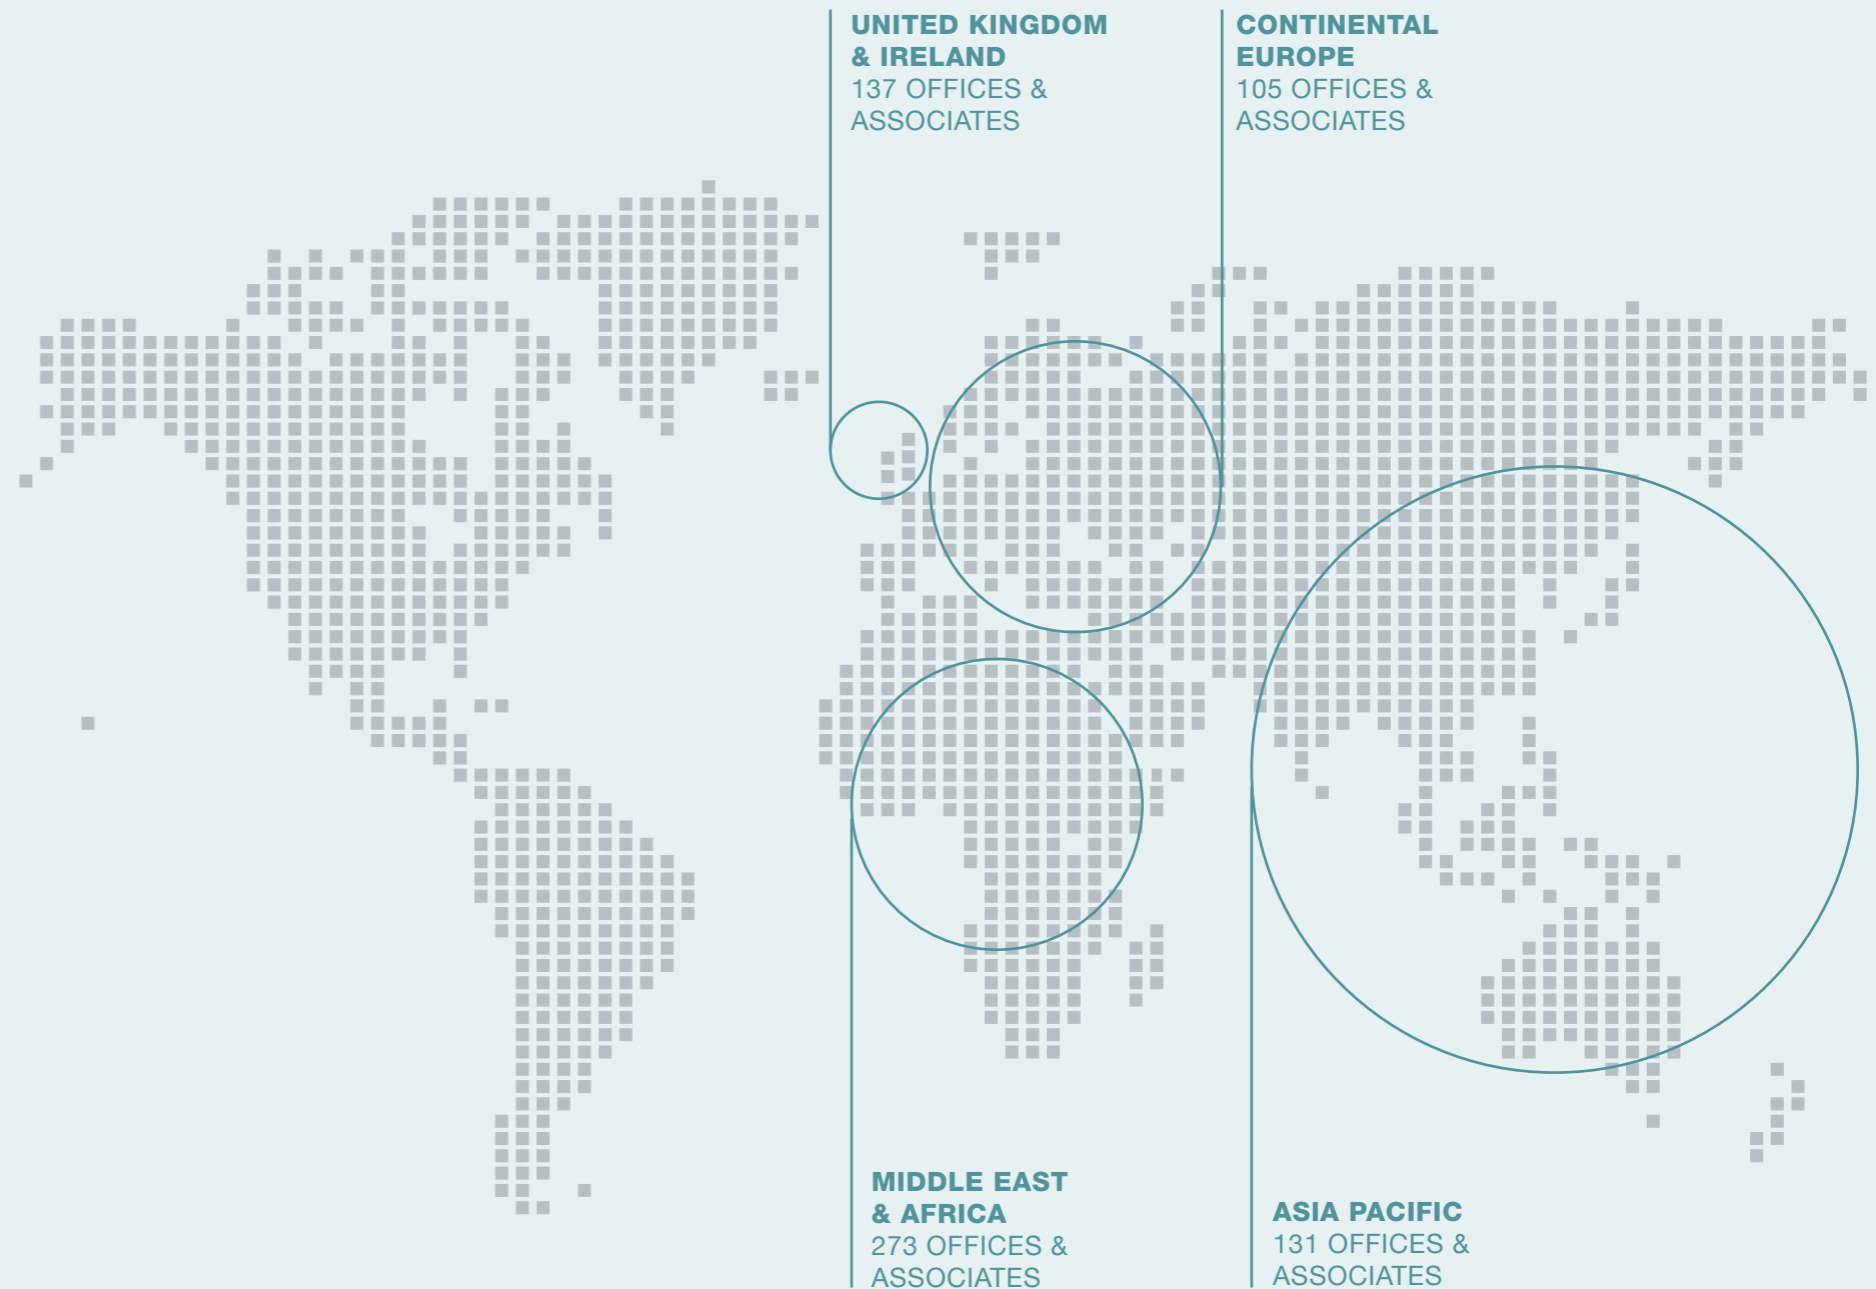 UNITED KINGDOM
& IRELAND
137 OFFICES &
ASSOCIATES
CONTINENTAL
EUROPE
105 OFFICES &
ASSOCIATES
MIDDLE EAST
& AFRICA
273 OFFICES &
ASSOCIATES
ASIA PACIFIC
131 OFFICES &
ASSOCIATES